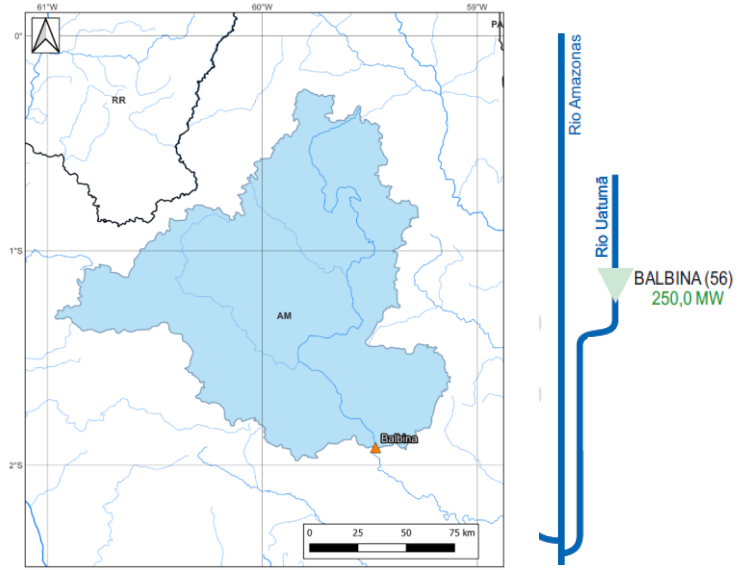 61°W
60°W
59°W
0°
PA
RR
1°S
AM
Balbina
2°S
0 25 50 75 km
Rio Amazonas
Rio Uatumã
BALBINA (56)
250,0 MW